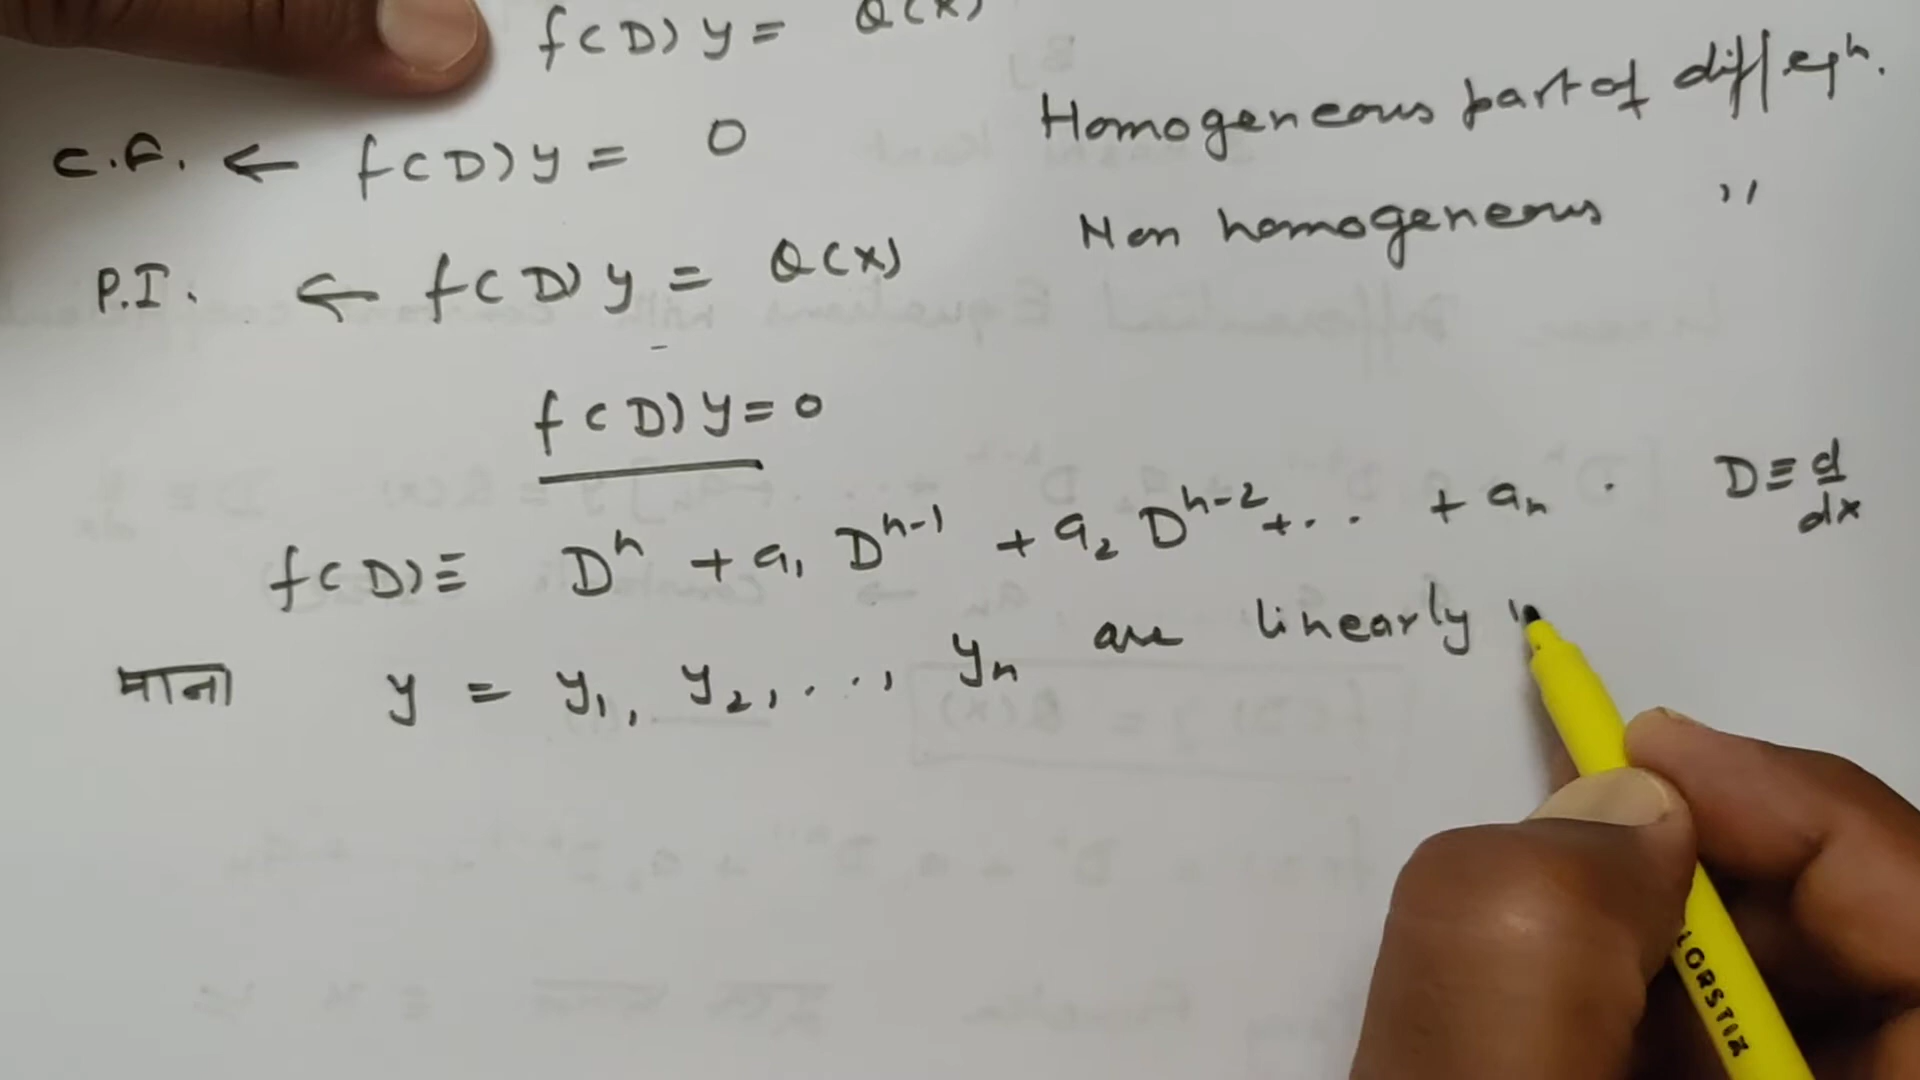 f(D) y = Q(x)
C.F. ← f(D) y = 0 Homogeneous part of diff eqn.
P.I. ← f(D) y = Q(x) Non homogeneous "
f(D) y = 0
f(D) ≡ Dⁿ + a₁ Dⁿ⁻¹ + a₂ Dⁿ⁻² + ... + aₙ . D ≡ d/dx
माना y = y₁, y₂, ..., yₙ are linearly
LORSTIX